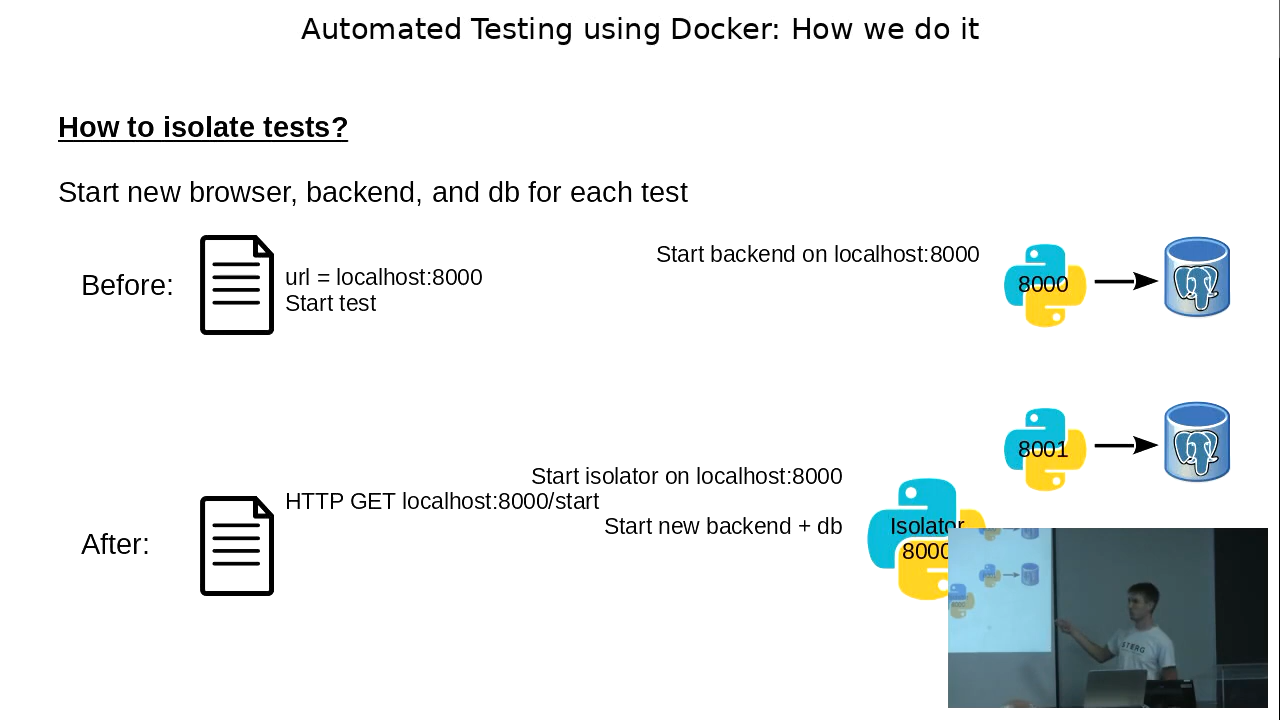 Automated Testing using Docker: How we do it
How to isolate tests?
Start new browser, backend, and db for each test
Before:
url = localhost:8000
Start test
Start backend on localhost:8000
8000
8001
After:
HTTP GET localhost:8000/start
Start isolator on localhost:8000
Start new backend + db
Isolator
8000